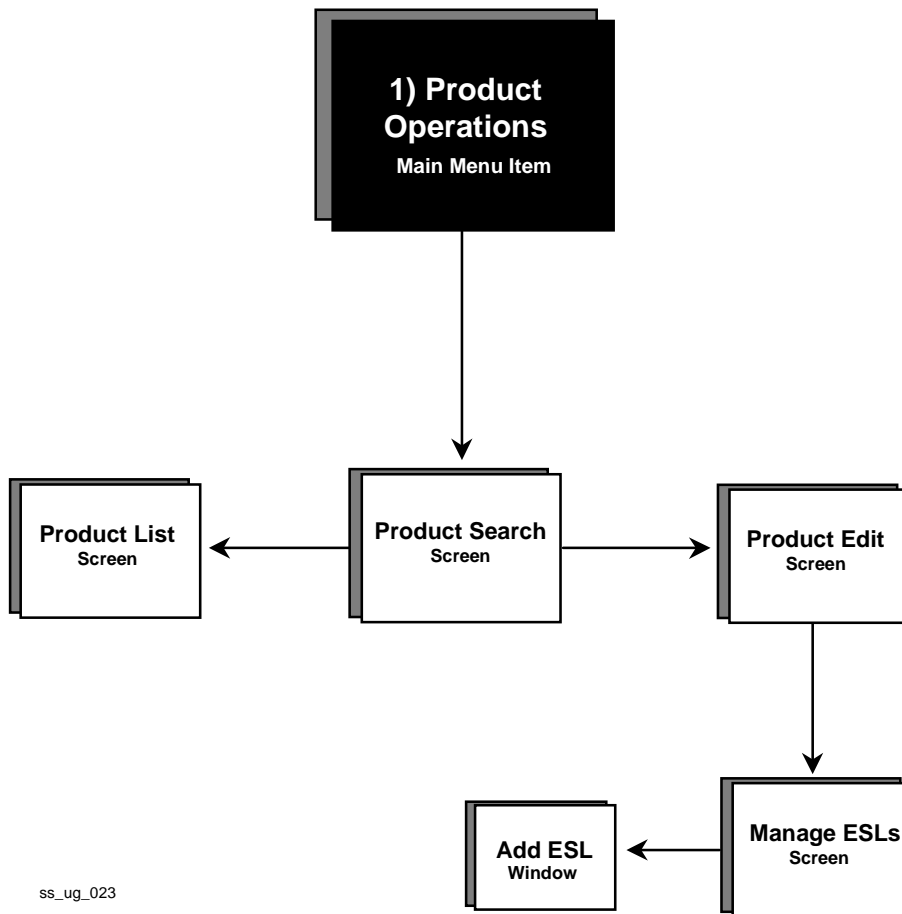 1) Product
Operations
Main Menu Item
Product List
Screen
Product Search
Screen
Product Edit
Screen
Manage ESLs
Screen
Add ESL
Window
ss_ug_023